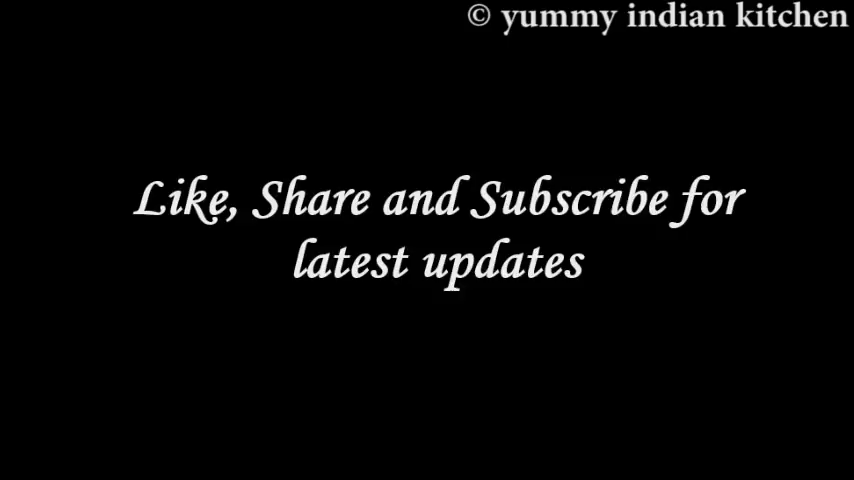 © yummy indian kitchen
Like, Share and Subscribe for
latest updates